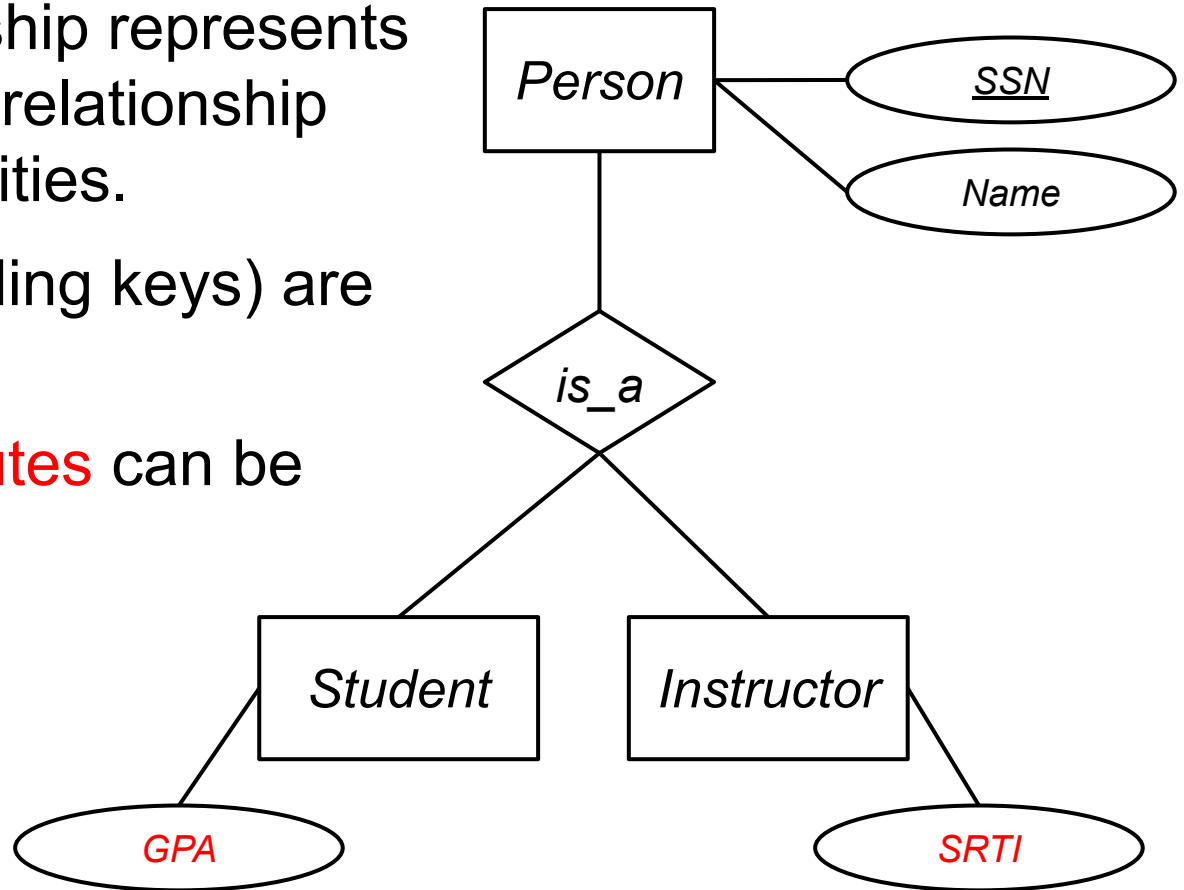 ship represents
relationship
ities.
ling keys) are
utes can be
Person
SSN
Name
is_a
Student
Instructor
GPA
SRTI